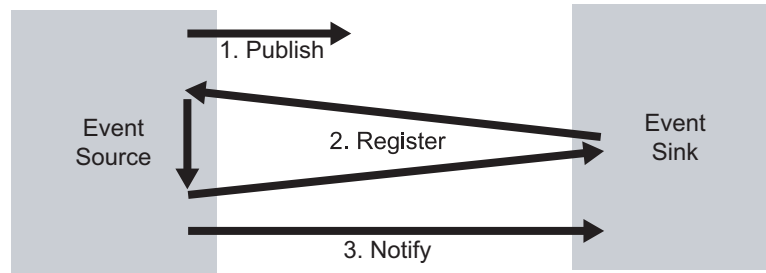 1. Publish
Event
Source
2. Register
Event
Sink
3. Notify